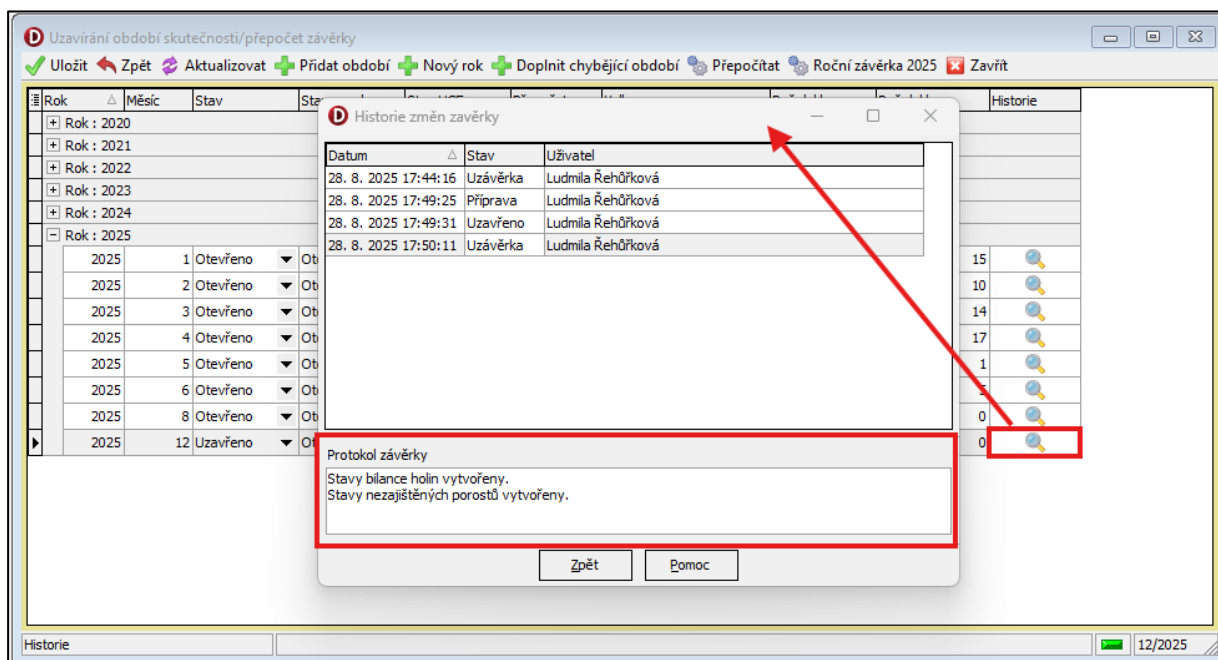 Uzavírání období skutečnosti/přepočet závěrky
Uložit Zpět Aktualizovat Přidat období Nový rok Doplnit chybějící období Přepočítat Roční závěrka 2025 Zavřít
Rok Měsíc Stav Historie
Rok : 2020
Rok : 2021
Rok : 2022
Rok : 2023
Rok : 2024
Rok : 2025
2025 1 Otevřeno 15
2025 2 Otevřeno 10
2025 3 Otevřeno 14
2025 4 Otevřeno 17
2025 5 Otevřeno 1
2025 6 Otevřeno
2025 8 Otevřeno 0
2025 12 Uzavřeno 0
Historie změn zavěrky
Datum Stav Uživatel
28. 8. 2025 17:44:16 Uzávěrka Ludmila Řehůřková
28. 8. 2025 17:49:25 Příprava Ludmila Řehůřková
28. 8. 2025 17:49:31 Uzavřeno Ludmila Řehůřková
28. 8. 2025 17:50:11 Uzávěrka Ludmila Řehůřková
Protokol závěrky
Stavy bilance holin vytvořeny.
Stavy nezajištěných porostů vytvořeny.
Zpět Pomoc
Historie 12/2025